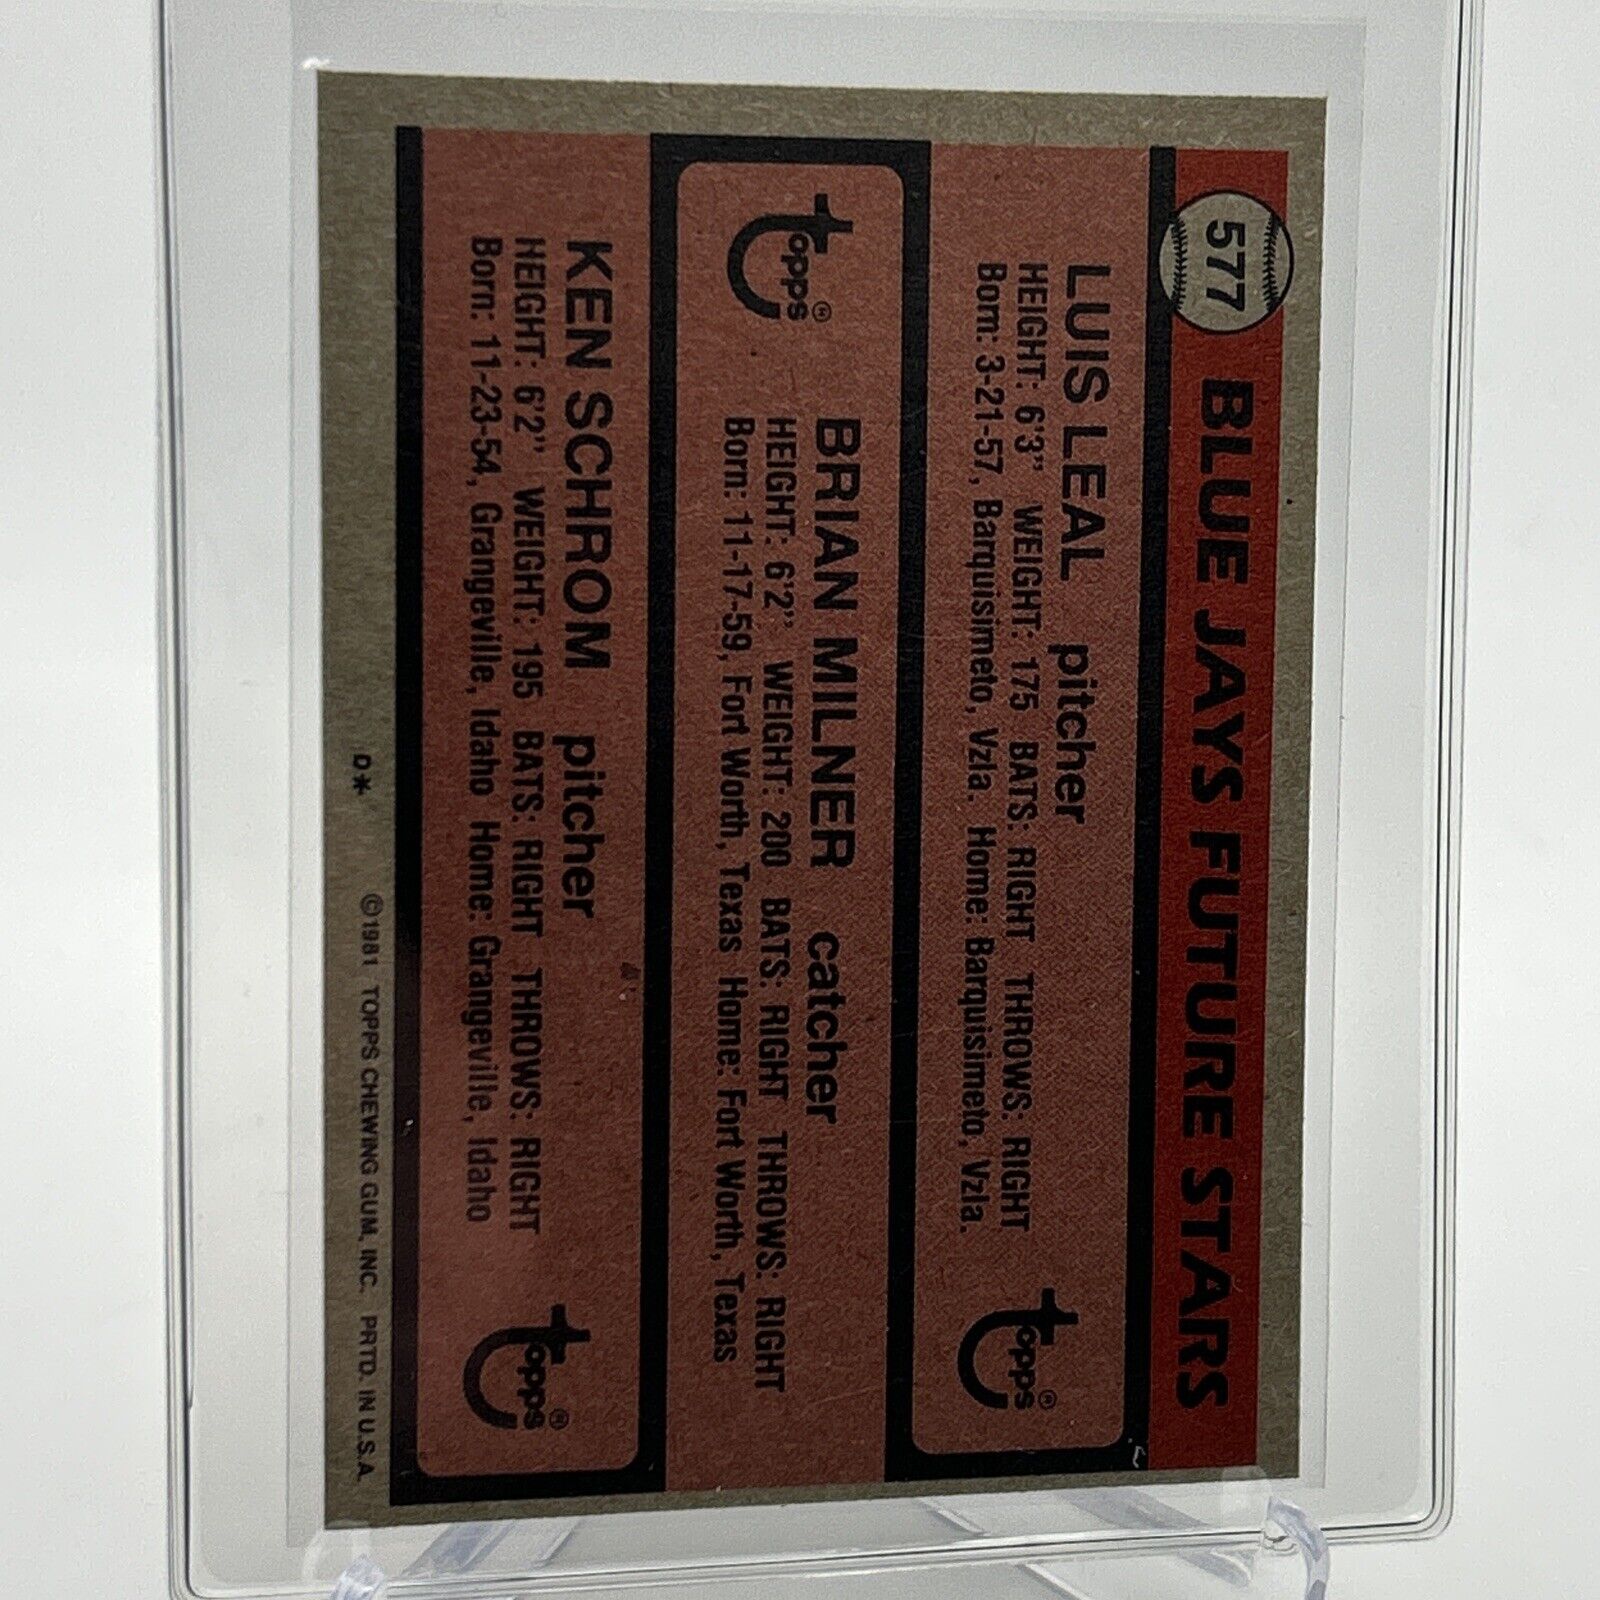 577 BLUE JAYS FUTURE STARS
LUIS LEAL pitcher
HEIGHT: 6'3" WEIGHT: 175 BATS: RIGHT THROWS: RIGHT
Born: 3-21-57, Barquisimeto, Vzla. Home: Barquisimeto, Vzla.
topps®
topps®
BRIAN MILNER catcher
HEIGHT: 6'2" WEIGHT: 200 BATS: RIGHT THROWS: RIGHT
Born: 11-17-59, Fort Worth, Texas Home: Fort Worth, Texas
KEN SCHROM pitcher
HEIGHT: 6'2" WEIGHT: 195 BATS: RIGHT THROWS: RIGHT
Born: 11-23-54, Grangeville, Idaho Home: Grangeville, Idaho
topps®
D* ©1981 TOPPS CHEWING GUM, INC. PRTD. IN U.S.A.